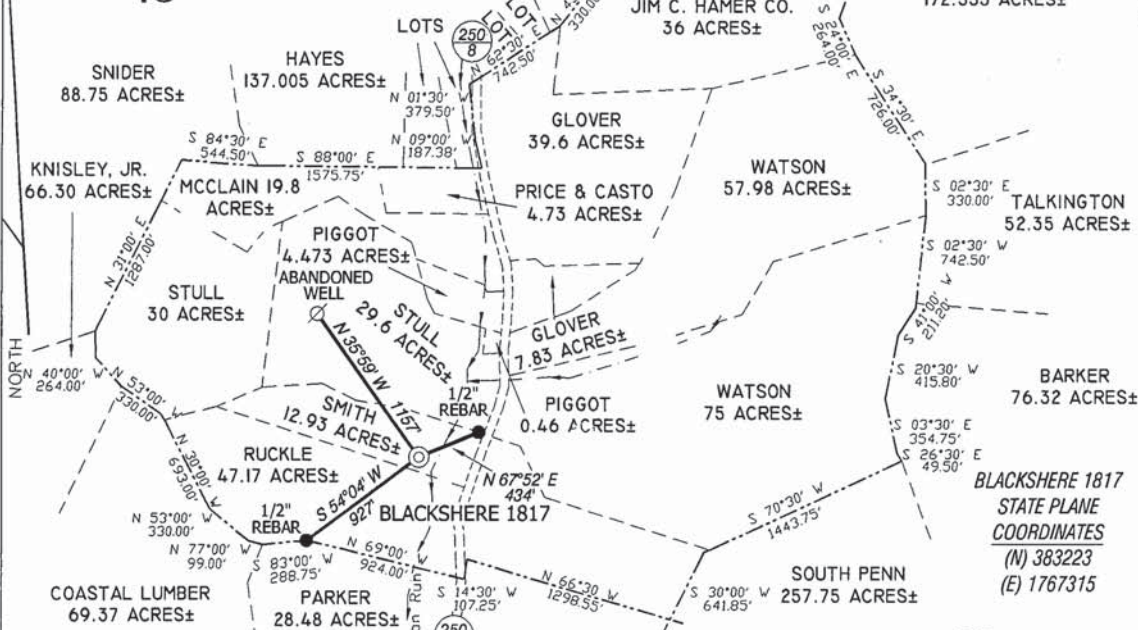 LOTS
250
8
N 62°30' E
742.50'
LOT
LOT
330.00'
JIM C. HAMER CO.
36 ACRES±
S 24°00' E
264.00'
SNIDER
88.75 ACRES±
HAYES
137.005 ACRES±
N 01°30' W
379.50'
N 09°00' W
187.38'
GLOVER
39.6 ACRES±
S 34°30' E
726.00'
S 84°30' E
544.50'
S 88°00' E
1575.75'
KNISLEY, JR.
66.30 ACRES±
MCCLAIN 19.8
ACRES±
PRICE & CASTO
4.73 ACRES±
WATSON
57.98 ACRES±
S 02°30' E
330.00'
TALKINGTON
52.35 ACRES±
S 02°30' W
742.50'
N 31°00' E
1287.00'
PIGGOT
4.473 ACRES±
ABANDONED
WELL
STULL
30 ACRES±
STULL
29.6 ACRES±
GLOVER
7.83 ACRES±
S 41°00' W
211.20'
NORTH
N 40°00' W
264.00'
N 53°00' W
330.00'
N 35°59' W 1157'
1/2"
REBAR
PIGGOT
0.46 ACRES±
WATSON
75 ACRES±
S 20°30' W
415.80'
BARKER
76.32 ACRES±
SMITH
12.93 ACRES±
S 03°30' E
354.75'
S 26°30' E
49.50'
RUCKLE
47.17 ACRES±
N 30°00' W
693.00'
N 67°52' E
434'
S 54°04' W
927'
BLACKSHERE 1817
1/2"
REBAR
S 70°30' W
1443.75'
BLACKSHERE 1817
STATE PLANE
COORDINATES
(N) 383223
(E) 1767315
N 53°00' W
330.00'
N 77°00' W
99.00'
S 83°00' W
288.75'
N 69°00' W
924.00'
S 14°30' W
107.25'
N 66°30 W
1298.55'
S 30°00' W
641.85'
SOUTH PENN
257.75 ACRES±
COASTAL LUMBER
69.37 ACRES±
PARKER
28.48 ACRES±
Run
250